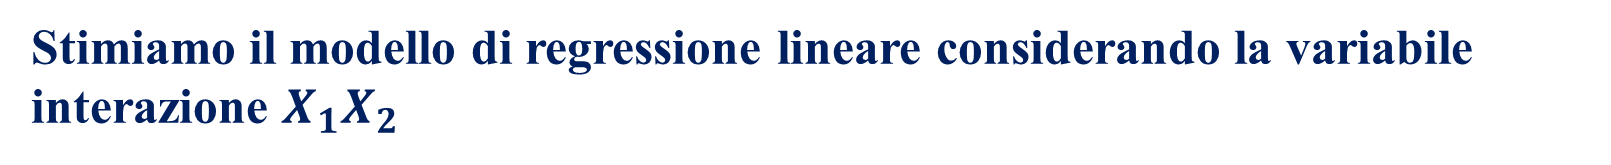 Stimiamo il modello di regressione lineare considerando la variabile
interazione X₁X₂